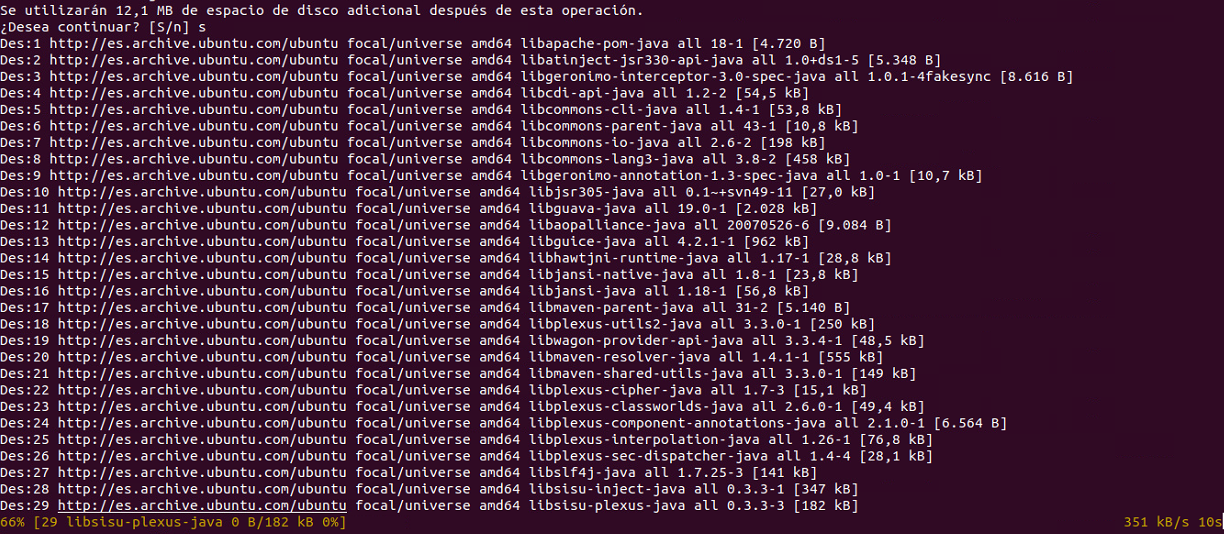 Se utilizarán 12,1 MB de espacio de disco adicional después de esta operación.
¿Desea continuar? [S/n] s
Des:1 http://es.archive.ubuntu.com/ubuntu focal/universe amd64 libapache-pom-java all 18-1 [4.720 B]
Des:2 http://es.archive.ubuntu.com/ubuntu focal/universe amd64 libatinject-jsr330-api-java all 1.0+ds1-5 [5.348 B]
Des:3 http://es.archive.ubuntu.com/ubuntu focal/universe amd64 libgeronimo-interceptor-3.0-spec-java all 1.0.1-4fakesync [8.616 B]
Des:4 http://es.archive.ubuntu.com/ubuntu focal/universe amd64 libcdi-api-java all 1.2-2 [54,5 kB]
Des:5 http://es.archive.ubuntu.com/ubuntu focal/universe amd64 libcommons-cli-java all 1.4-1 [53,8 kB]
Des:6 http://es.archive.ubuntu.com/ubuntu focal/universe amd64 libcommons-parent-java all 43-1 [10,8 kB]
Des:7 http://es.archive.ubuntu.com/ubuntu focal/universe amd64 libcommons-io-java all 2.6-2 [198 kB]
Des:8 http://es.archive.ubuntu.com/ubuntu focal/universe amd64 libcommons-lang3-java all 3.8-2 [458 kB]
Des:9 http://es.archive.ubuntu.com/ubuntu focal/universe amd64 libgeronimo-annotation-1.3-spec-java all 1.0-1 [10,7 kB]
Des:10 http://es.archive.ubuntu.com/ubuntu focal/universe amd64 libjsr305-java all 0.1~+svn49-11 [27,0 kB]
Des:11 http://es.archive.ubuntu.com/ubuntu focal/universe amd64 libguava-java all 19.0-1 [2.028 kB]
Des:12 http://es.archive.ubuntu.com/ubuntu focal/universe amd64 libaopalliance-java all 20070526-6 [9.084 B]
Des:13 http://es.archive.ubuntu.com/ubuntu focal/universe amd64 libguice-java all 4.2.1-1 [962 kB]
Des:14 http://es.archive.ubuntu.com/ubuntu focal/universe amd64 libhawtjni-runtime-java all 1.17-1 [28,8 kB]
Des:15 http://es.archive.ubuntu.com/ubuntu focal/universe amd64 libjansi-native-java all 1.8-1 [23,8 kB]
Des:16 http://es.archive.ubuntu.com/ubuntu focal/universe amd64 libjansi-java all 1.18-1 [56,8 kB]
Des:17 http://es.archive.ubuntu.com/ubuntu focal/universe amd64 libmaven-parent-java all 31-2 [5.140 B]
Des:18 http://es.archive.ubuntu.com/ubuntu focal/universe amd64 libplexus-utils2-java all 3.3.0-1 [250 kB]
Des:19 http://es.archive.ubuntu.com/ubuntu focal/universe amd64 libwagon-provider-api-java all 3.3.4-1 [48,5 kB]
Des:20 http://es.archive.ubuntu.com/ubuntu focal/universe amd64 libmaven-resolver-java all 1.4.1-1 [555 kB]
Des:21 http://es.archive.ubuntu.com/ubuntu focal/universe amd64 libmaven-shared-utils-java all 3.3.0-1 [149 kB]
Des:22 http://es.archive.ubuntu.com/ubuntu focal/universe amd64 libplexus-cipher-java all 1.7-3 [15,1 kB]
Des:23 http://es.archive.ubuntu.com/ubuntu focal/universe amd64 libplexus-classworlds-java all 2.6.0-1 [49,4 kB]
Des:24 http://es.archive.ubuntu.com/ubuntu focal/universe amd64 libplexus-component-annotations-java all 2.1.0-1 [6.564 B]
Des:25 http://es.archive.ubuntu.com/ubuntu focal/universe amd64 libplexus-interpolation-java all 1.26-1 [76,8 kB]
Des:26 http://es.archive.ubuntu.com/ubuntu focal/universe amd64 libplexus-sec-dispatcher-java all 1.4-4 [28,1 kB]
Des:27 http://es.archive.ubuntu.com/ubuntu focal/universe amd64 libslf4j-java all 1.7.25-3 [141 kB]
Des:28 http://es.archive.ubuntu.com/ubuntu focal/universe amd64 libsisu-inject-java all 0.3.3-1 [347 kB]
Des:29 http://es.archive.ubuntu.com/ubuntu focal/universe amd64 libsisu-plexus-java all 0.3.3-3 [182 kB]
66% [29 libsisu-plexus-java 0 B/182 kB 0%] 351 kB/s 10s